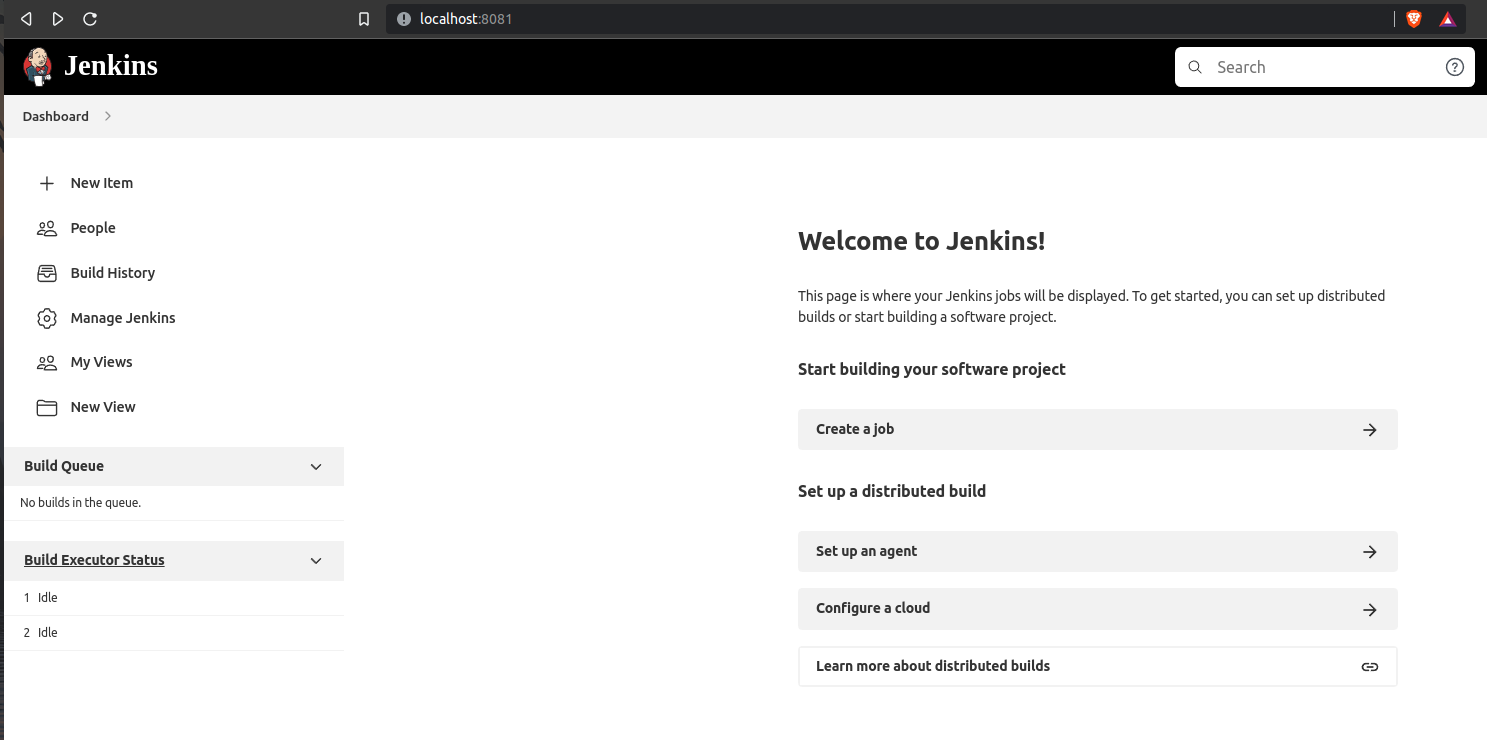 localhost:8081
Jenkins
Search
Dashboard
New Item
People
Build History
Manage Jenkins
My Views
New View
Build Queue
No builds in the queue.
Build Executor Status
1 Idle
2 Idle
Welcome to Jenkins!
This page is where your Jenkins jobs will be displayed. To get started, you can set up distributed
builds or start building a software project.
Start building your software project
Create a job
Set up a distributed build
Set up an agent
Configure a cloud
Learn more about distributed builds